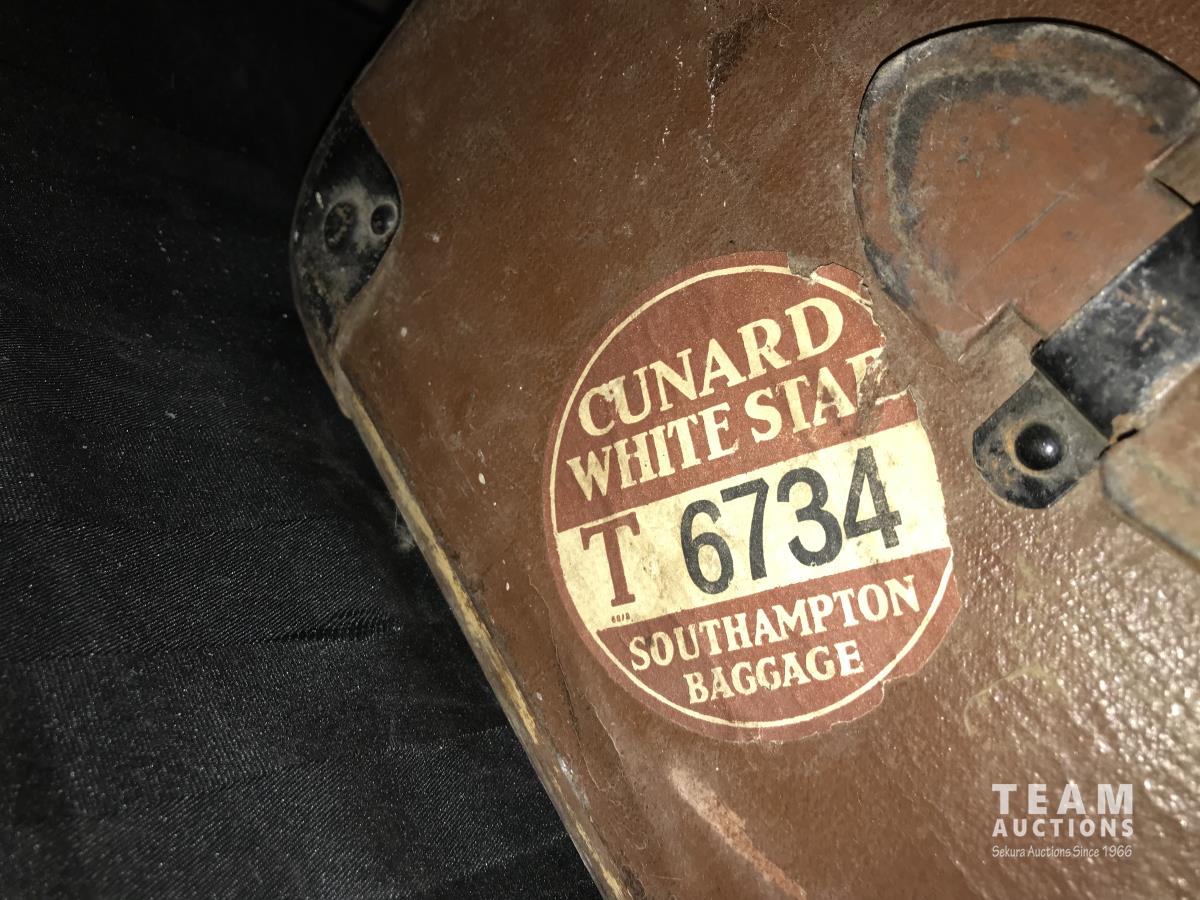 CUNARD
WHITE STAR
T 6734
SOUTHAMPTON
BAGGAGE
TEAM
AUCTIONS
Sekura Auctions Since 1966